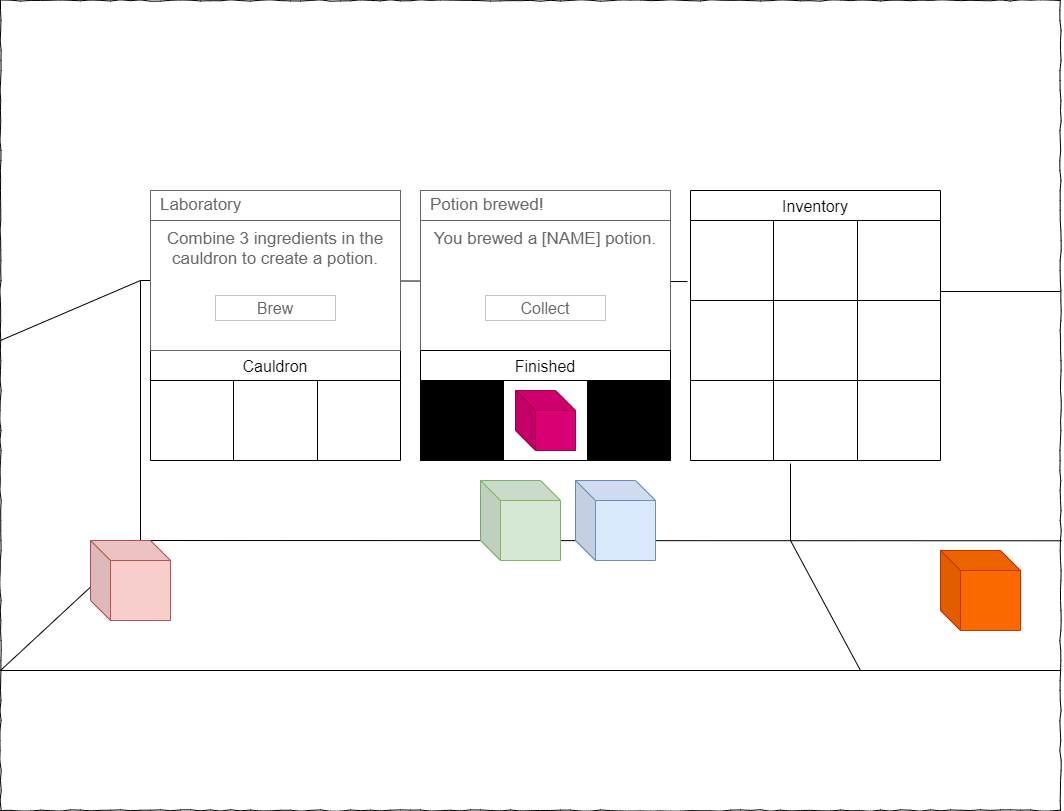 Laboratory
Combine 3 ingredients in the
cauldron to create a potion.
Brew
Cauldron
Potion brewed!
You brewed a [NAME] potion.
Collect
Finished
Inventory